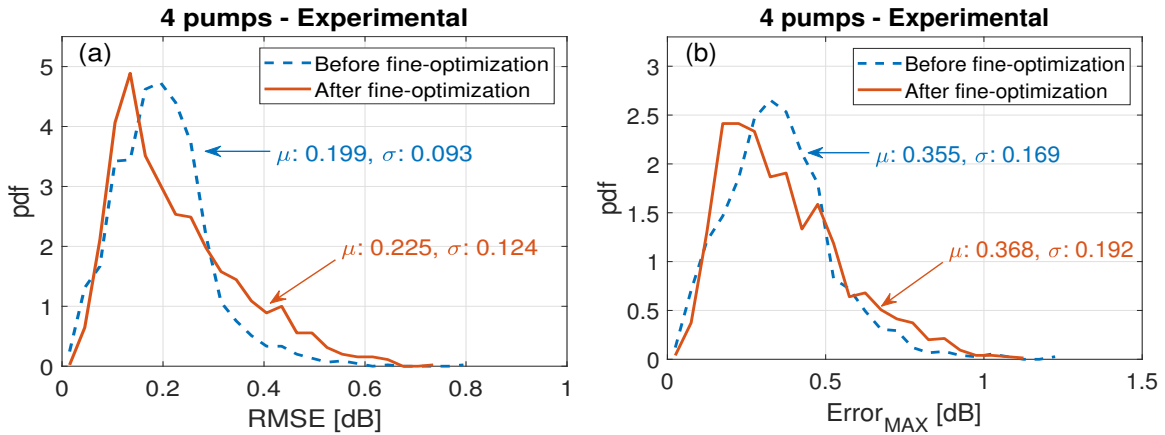 4 pumps - Experimental
(a)
Before fine-optimization
After fine-optimization
μ: 0.199, σ: 0.093
μ: 0.225, σ: 0.124
pdf
5
4
3
2
1
0
0 0.2 0.4 0.6 0.8 1
RMSE [dB]
4 pumps - Experimental
(b)
Before fine-optimization
After fine-optimization
μ: 0.355, σ: 0.169
μ: 0.368, σ: 0.192
pdf
3
2.5
2
1.5
1
0.5
0
0 0.5 1 1.5
Error_MAX [dB]